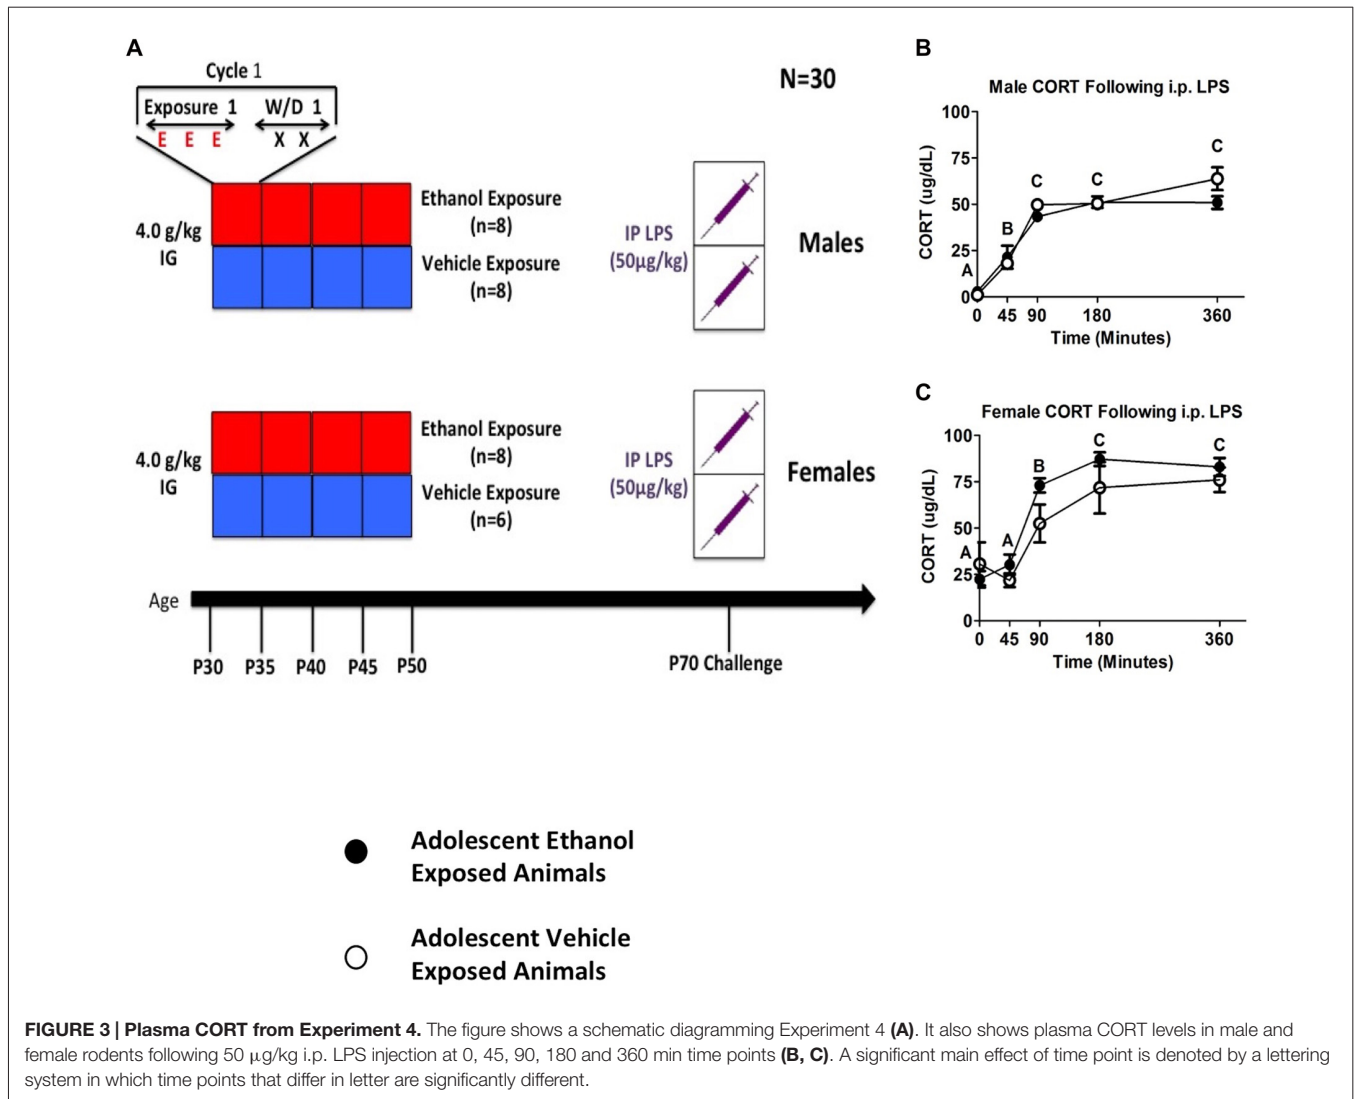 A
Cycle 1
Exposure 1 W/D 1
E E E X X
N=30
4.0 g/kg
IG
Ethanol Exposure
(n=8)
Vehicle Exposure
(n=8)
IP LPS
(50µg/kg)
Males
4.0 g/kg
IG
Ethanol Exposure
(n=8)
Vehicle Exposure
(n=6)
IP LPS
(50µg/kg)
Females
Age
P30 P35 P40 P45 P50 P70 Challenge
B
Male CORT Following i.p. LPS
CORT (ug/dL)
100
75
50
25
0
A B C C C
0 45 90 180 360
Time (Minutes)
C
Female CORT Following i.p. LPS
CORT (ug/dL)
100
75
50
25
0
A A B C C
0 45 90 180 360
Time (Minutes)
Adolescent Ethanol
Exposed Animals
Adolescent Vehicle
Exposed Animals
FIGURE 3 | Plasma CORT from Experiment 4. The figure shows a schematic diagramming Experiment 4 (A). It also shows plasma CORT levels in male and
female rodents following 50 µg/kg i.p. LPS injection at 0, 45, 90, 180 and 360 min time points (B, C). A significant main effect of time point is denoted by a lettering
system in which time points that differ in letter are significantly different.